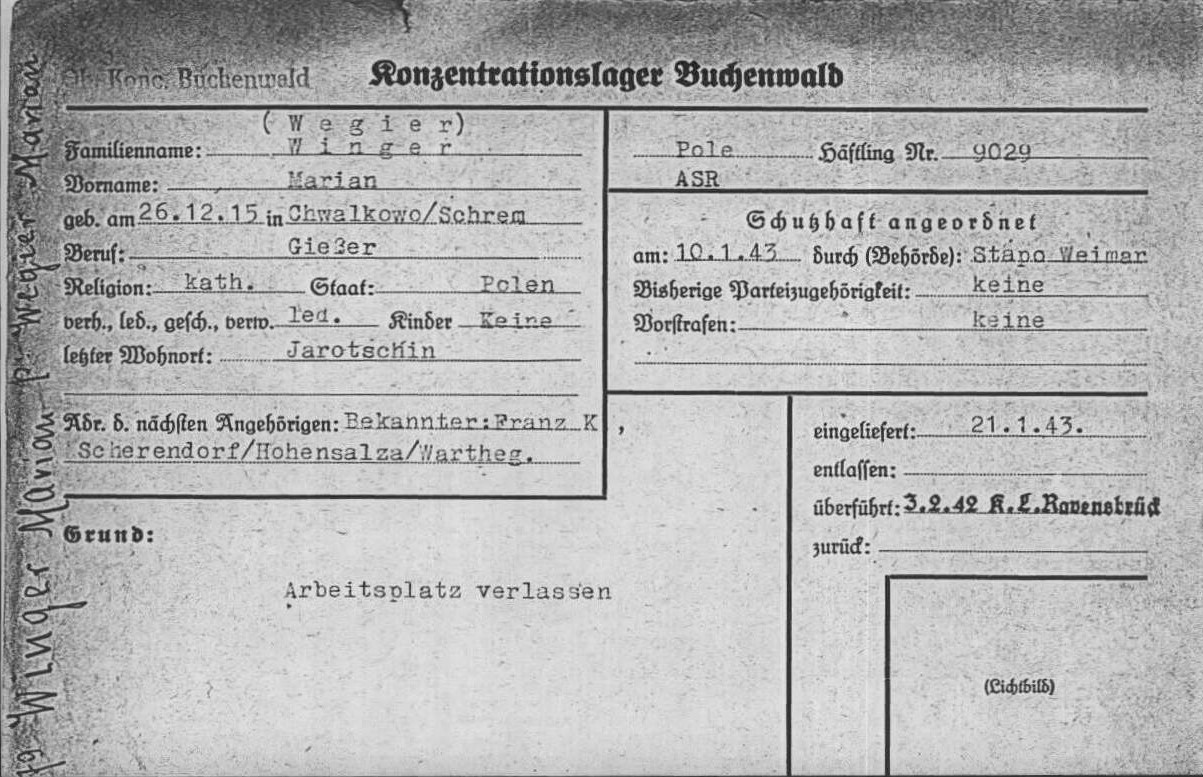 Konc. Buchenwald
Konzentrationslager Buchenwald
(Wegier)
Familienname: Winger
Vorname: Marian
geb. am 26.12.15 in Chwalkowo/Schrem
Beruf: Gießer
Religion: kath. Staat: Polen
verh., led., gesch., verw. led. Kinder Keine
letzter Wohnort: Jarotschin
Adr. d. nächsten Angehörigen: Bekannter: Franz K ,
Scherendorf/Hohensalza/Wartheg.
Grund:
Arbeitsplatz verlassen
Pole Häftling Nr. 9029
ASR
Schutzhaft angeordnet
am: 10.1.43 durch (Behörde): Stapo Weimar
Bisherige Parteizugehörigkeit: keine
Vorstrafen: keine
eingeliefert: 21.1.43.
entlassen:
überführt: 3.2.42 K.L.Ravensbrück
zurück:
(Lichtbild)
Winger Marian Wegier Marian